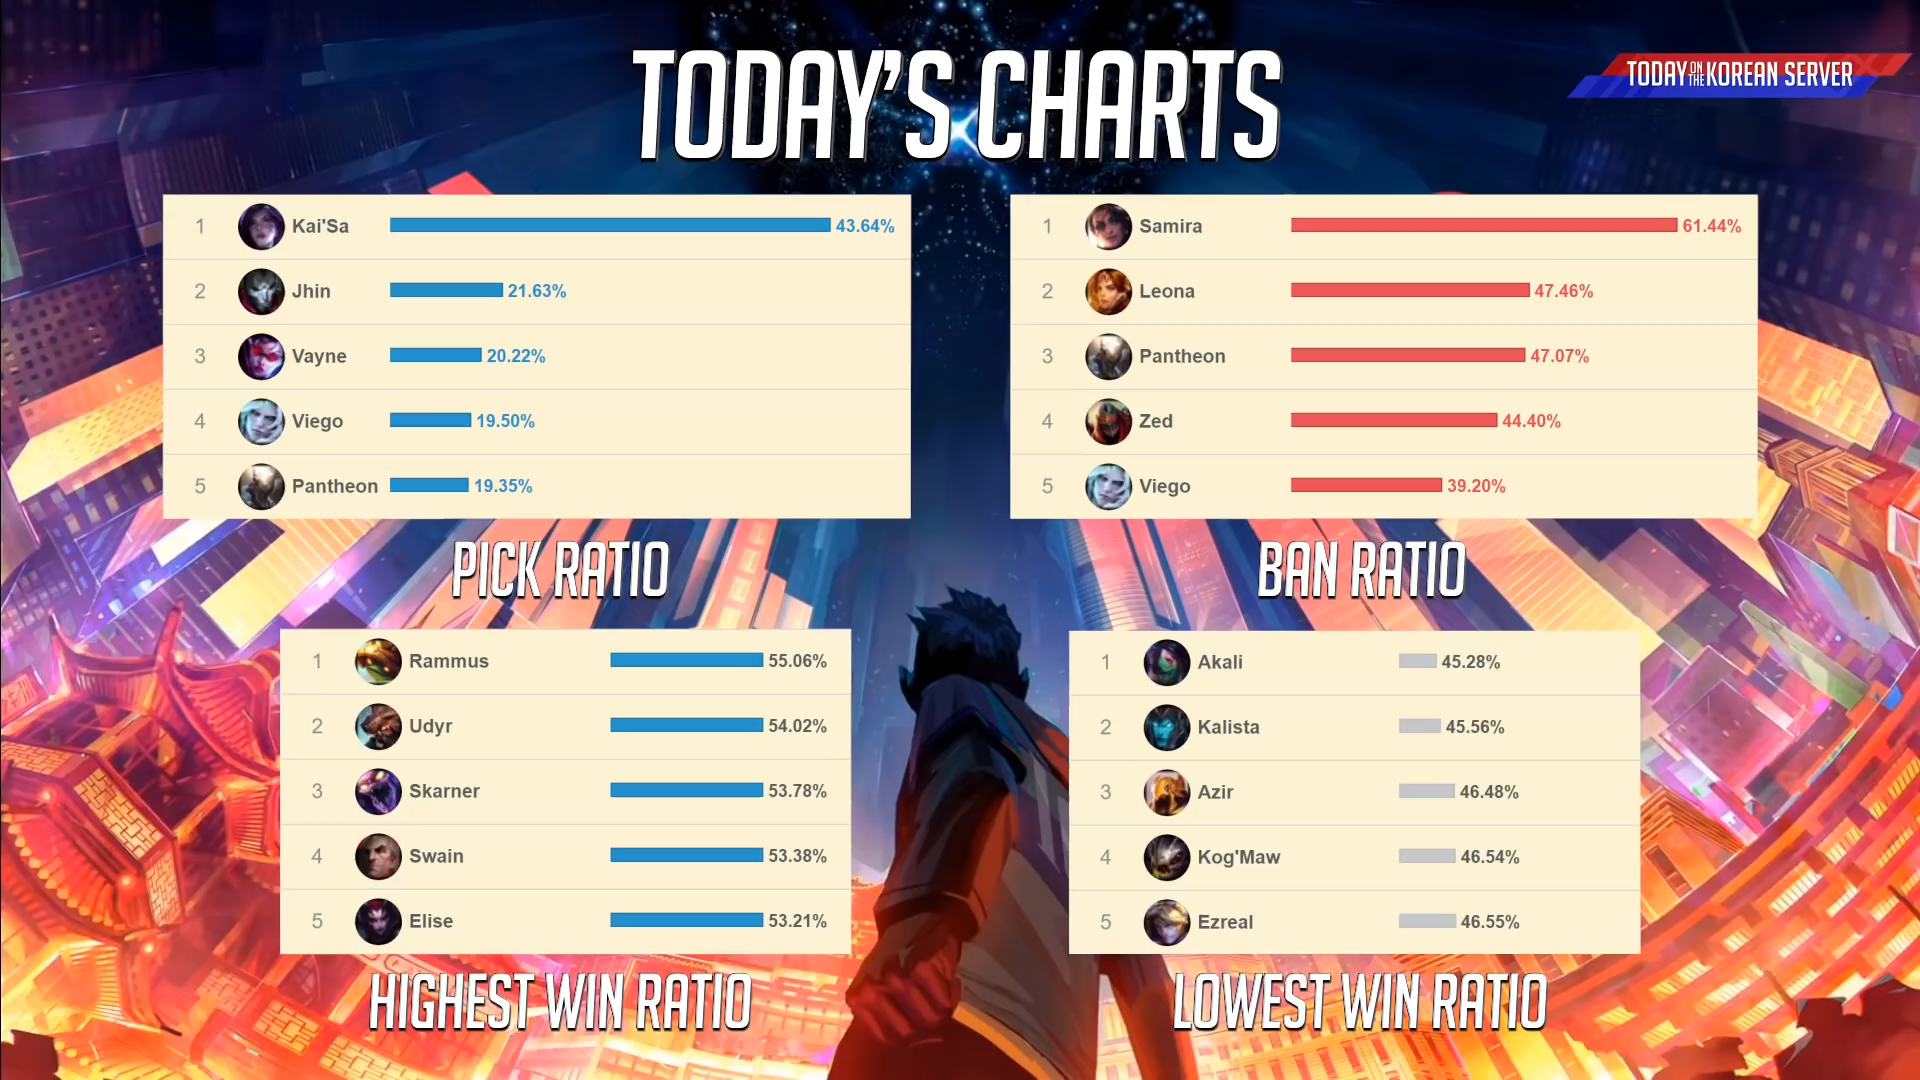 TODAY'S CHARTS
TODAY ON THE KOREAN SERVER
1 Kai'Sa 43.64%
2 Jhin 21.63%
3 Vayne 20.22%
4 Viego 19.50%
5 Pantheon 19.35%
PICK RATIO
1 Samira 61.44%
2 Leona 47.46%
3 Pantheon 47.07%
4 Zed 44.40%
5 Viego 39.20%
BAN RATIO
1 Rammus 55.06%
2 Udyr 54.02%
3 Skarner 53.78%
4 Swain 53.38%
5 Elise 53.21%
HIGHEST WIN RATIO
1 Akali 45.28%
2 Kalista 45.56%
3 Azir 46.48%
4 Kog'Maw 46.54%
5 Ezreal 46.55%
LOWEST WIN RATIO